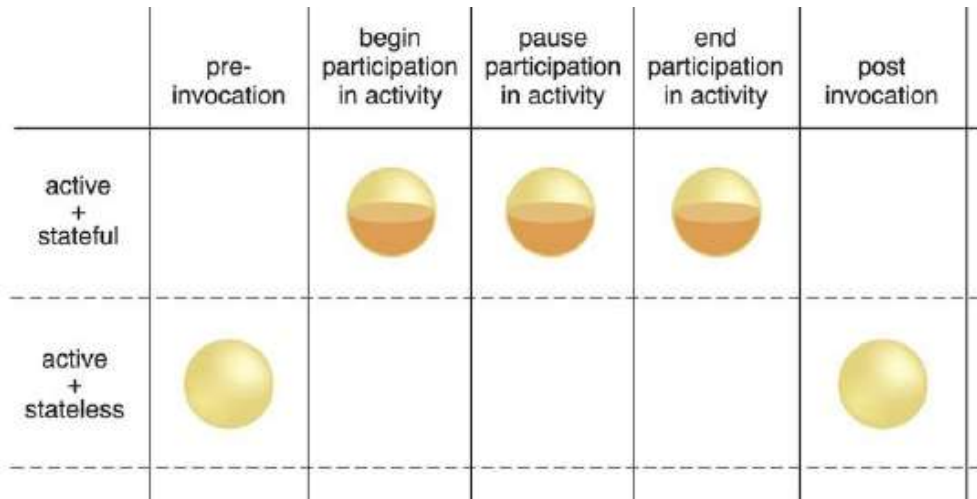 pre-
invocation
begin
participation
in activity
pause
participation
in activity
end
participation
in activity
post
invocation
active
+
stateful
active
+
stateless